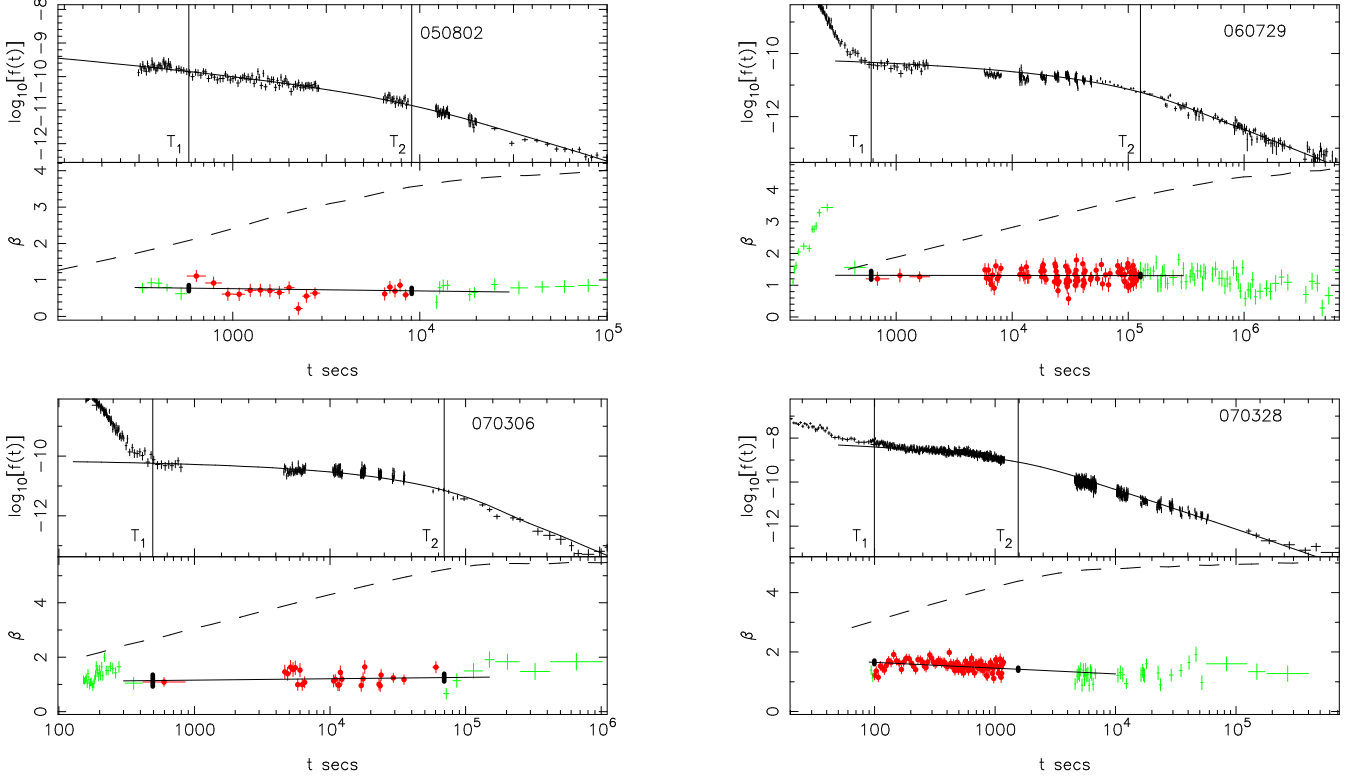 050802
log10[f(t)]
−12−11−10−9 −8
T1
T2
β
0 1 2 3 4
1000 10^4 10^5
t secs
060729
log10[f(t)]
−12 −10
T1
T2
β
0 1 2 3 4
1000 10^4 10^5 10^6
t secs
070306
log10[f(t)]
−12 −10
T1
T2
β
0 2 4
100 1000 10^4 10^5 10^6
t secs
070328
log10[f(t)]
−12 −10 −8
T1
T2
β
0 1 2 3 4
100 1000 10^4 10^5
t secs